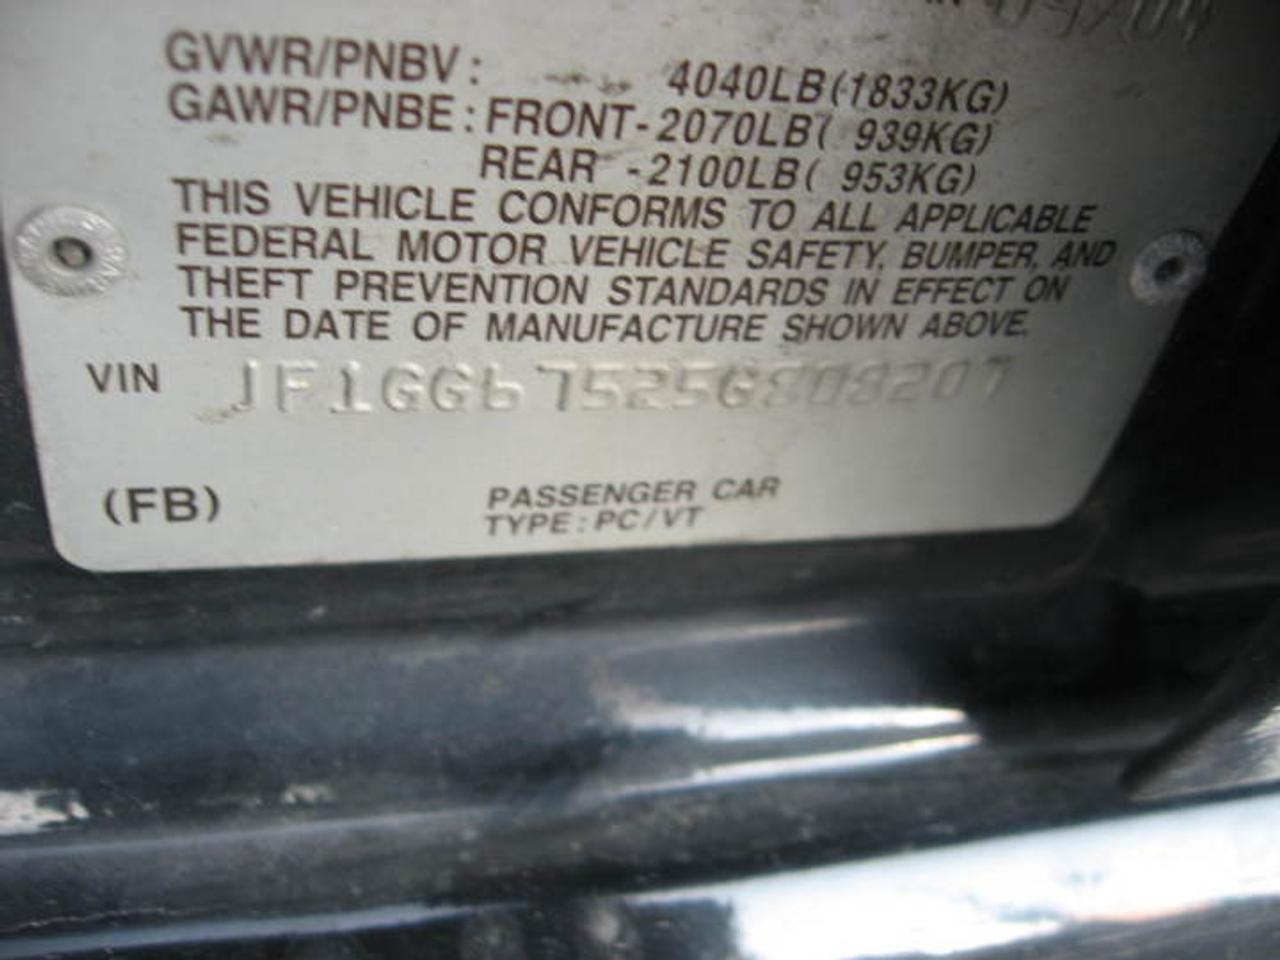 GVWR/PNBV: 4040LB(1833KG)
GAWR/PNBE: FRONT-2070LB( 939KG)
REAR -2100LB( 953KG)
THIS VEHICLE CONFORMS TO ALL APPLICABLE
FEDERAL MOTOR VEHICLE SAFETY, BUMPER, AND
THEFT PREVENTION STANDARDS IN EFFECT ON
THE DATE OF MANUFACTURE SHOWN ABOVE.
VIN JF1GG67525G808207
(FB) PASSENGER CAR
TYPE: PC/VT